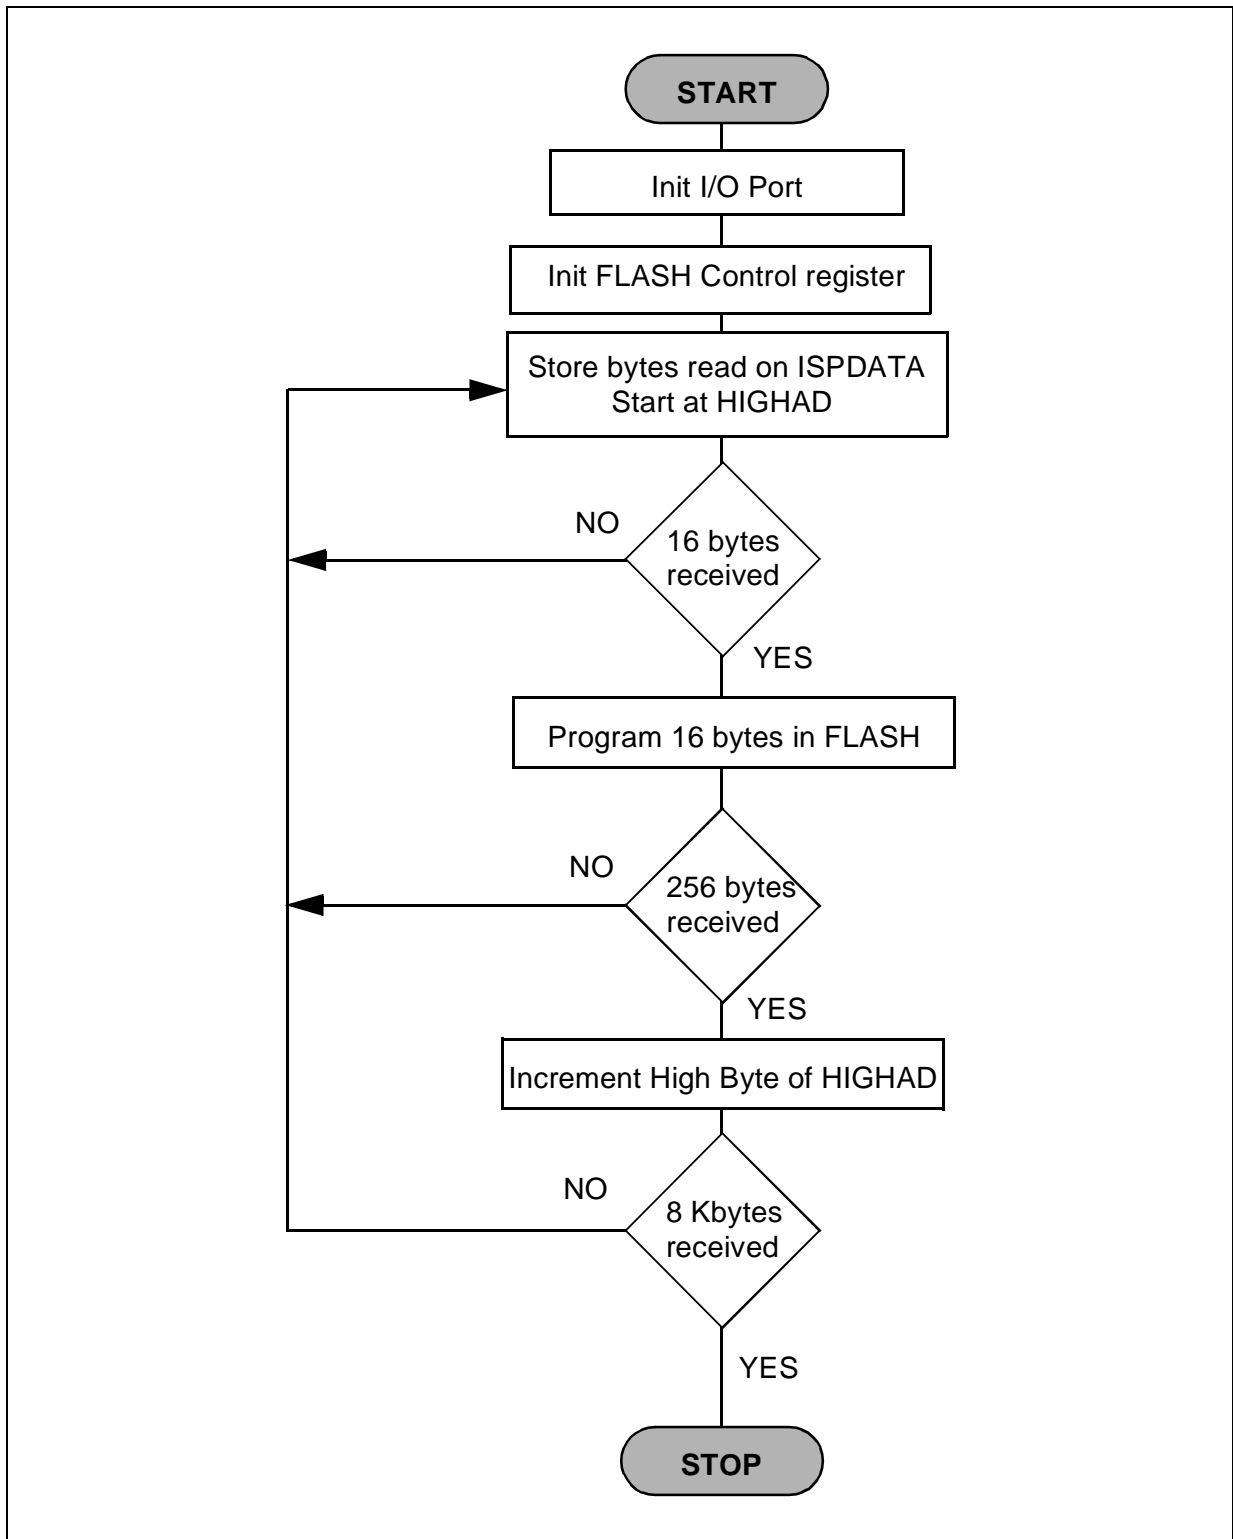 START
Init I/O Port
Init FLASH Control register
Store bytes read on ISPDATA
Start at HIGHAD
NO
16 bytes
received
YES
Program 16 bytes in FLASH
NO
256 bytes
received
YES
Increment High Byte of HIGHAD
NO
8 Kbytes
received
YES
STOP